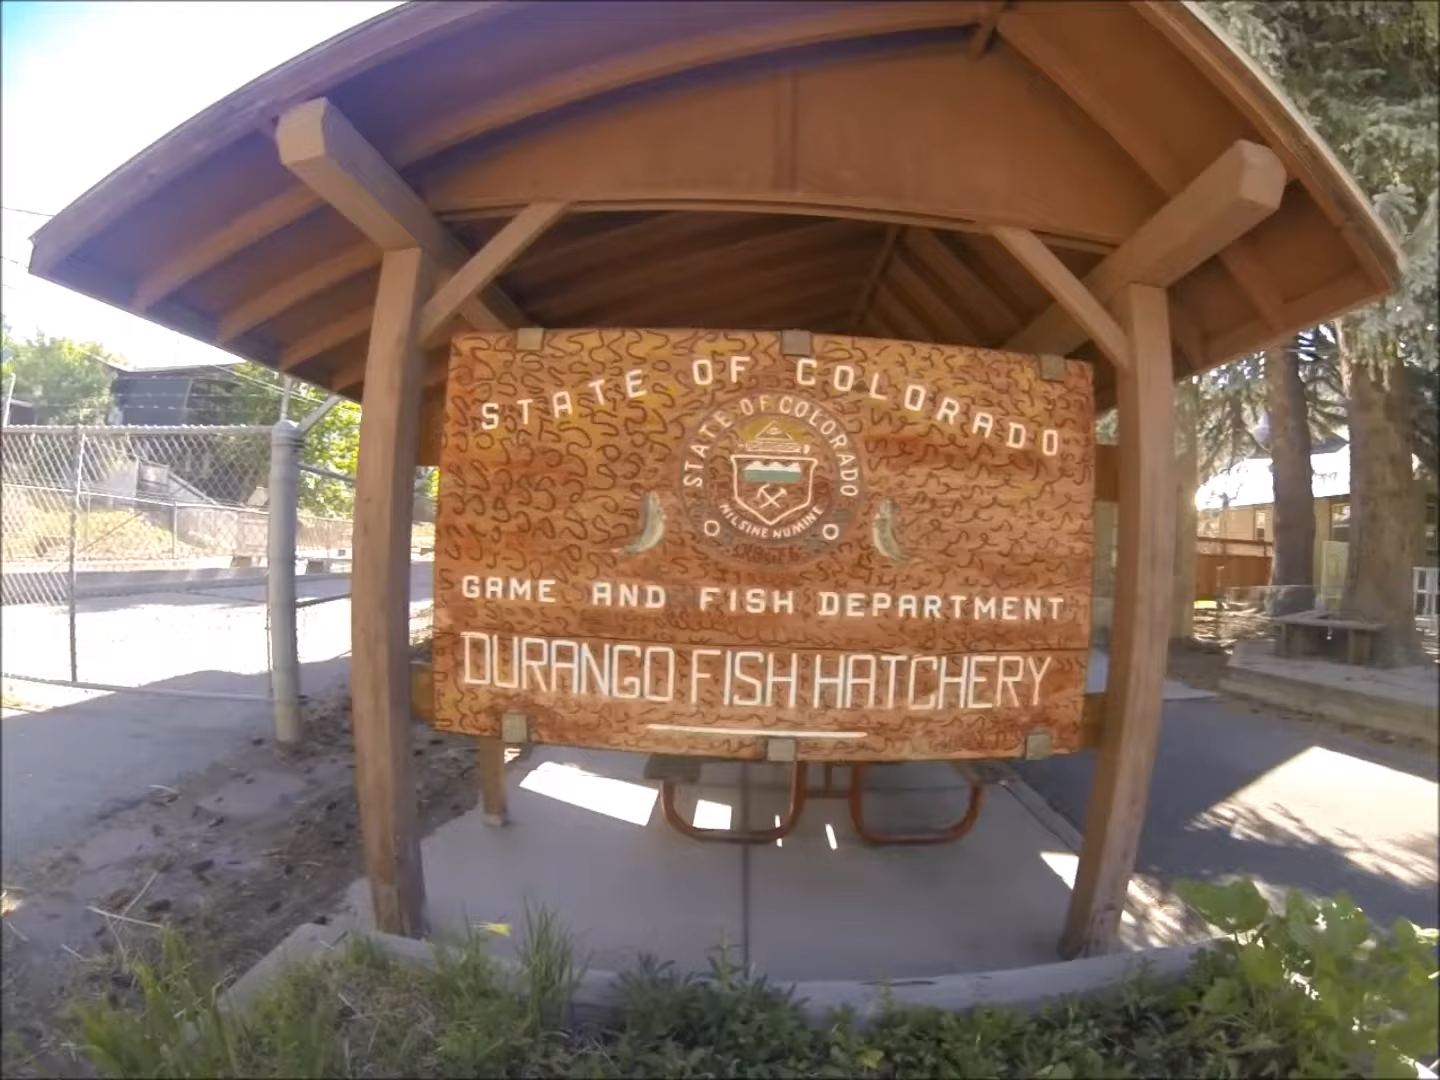 STATE OF COLORADO
STATE OF COLORADO
NIL SINE NUMINE
GAME AND FISH DEPARTMENT
DURANGO FISH HATCHERY